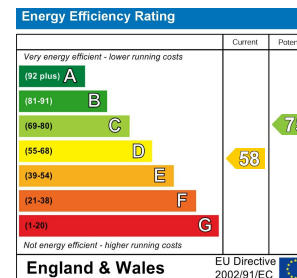 Energy Efficiency Rating
Current
Very energy efficient - lower running costs
(92 plus) A
(81-91) B
(69-80) C
(55-68) D
58
(39-54) E
(21-38) F
(1-20) G
Not energy efficient - higher running costs
England & Wales
EU Directive
2002/91/EC